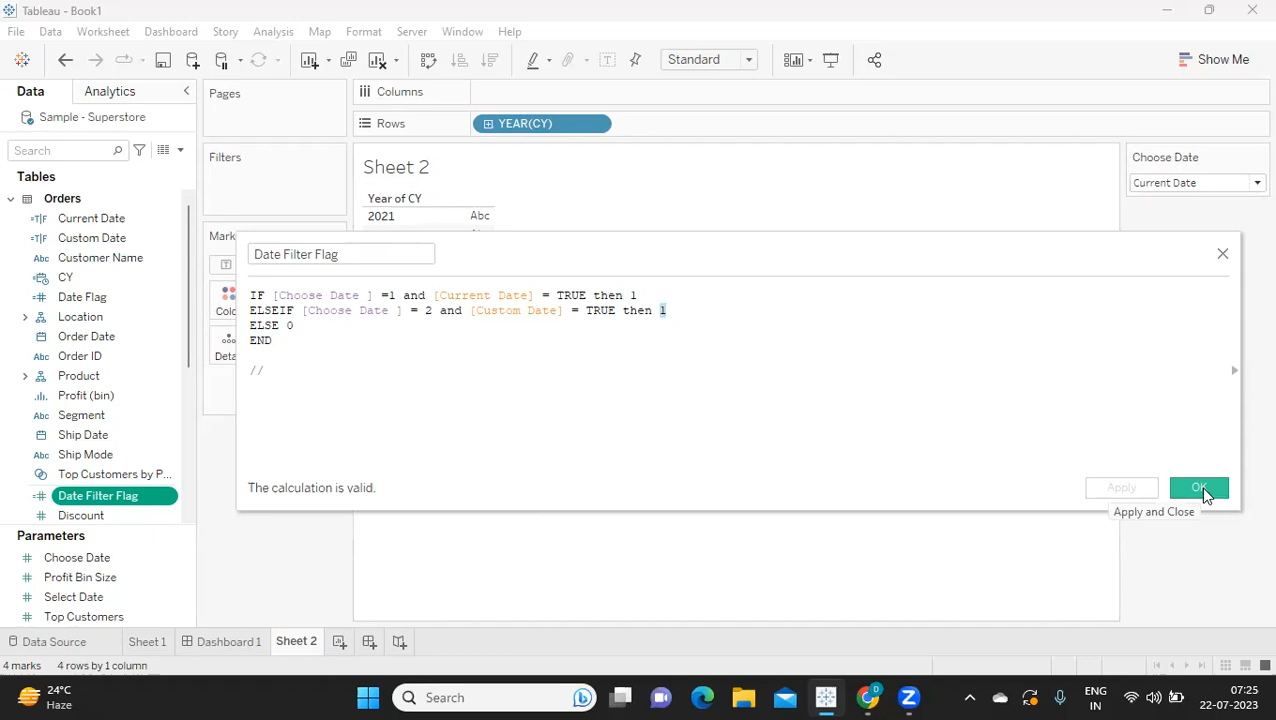 Tableau - Book1
File Data Worksheet Dashboard Story Analysis Map Format Server Window Help
Standard
Show Me
Data Analytics
Sample - Superstore
Search
Tables
Orders
Current Date
Custom Date
Abc Customer Name
CY
Date Flag
Location
Order Date
Abc Order ID
Product
Profit (bin)
Abc Segment
Ship Date
Abc Ship Mode
Top Customers by P...
Date Filter Flag
Discount
Parameters
Choose Date
Profit Bin Size
Select Date
Top Customers
Pages
Filters
Mark
Colo
Deta
Columns
Rows YEAR(CY)
Sheet 2
Year of CY
2021 Abc
Choose Date
Current Date
Date Filter Flag
IF [Choose Date ] =1 and [Current Date] = TRUE then 1
ELSEIF [Choose Date ] = 2 and [Custom Date] = TRUE then 1
ELSE 0
END
//
The calculation is valid.
Apply OK
Apply and Close
Data Source Sheet 1 Dashboard 1 Sheet 2
4 marks 4 rows by 1 column
24°C
Haze
Search
ENG
IN
07:25
22-07-2023